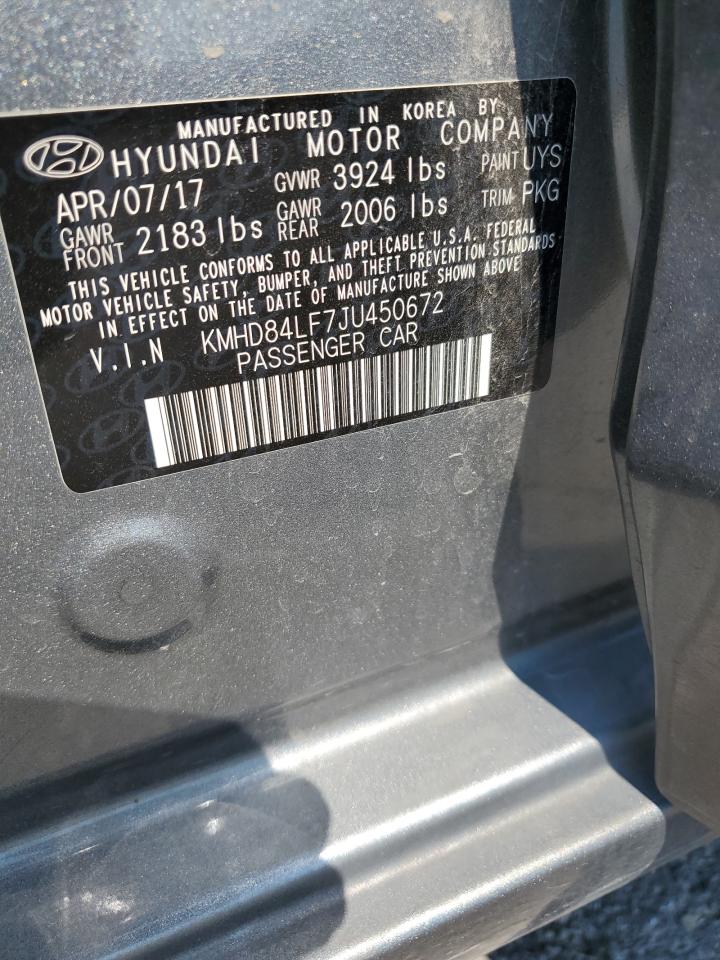 MANUFACTURED IN KOREA BY
HYUNDAI MOTOR COMPANY
APR/07/17 GVWR 3924 lbs PAINT UYS
GAWR FRONT 2183 lbs GAWR REAR 2006 lbs TRIM PKG
THIS VEHICLE CONFORMS TO ALL APPLICABLE U.S.A. FEDERAL
MOTOR VEHICLE SAFETY, BUMPER, AND THEFT PREVENTION STANDARDS
IN EFFECT ON THE DATE OF MANUFACTURE SHOWN ABOVE
V.I.N KMHD84LF7JU450672
PASSENGER CAR